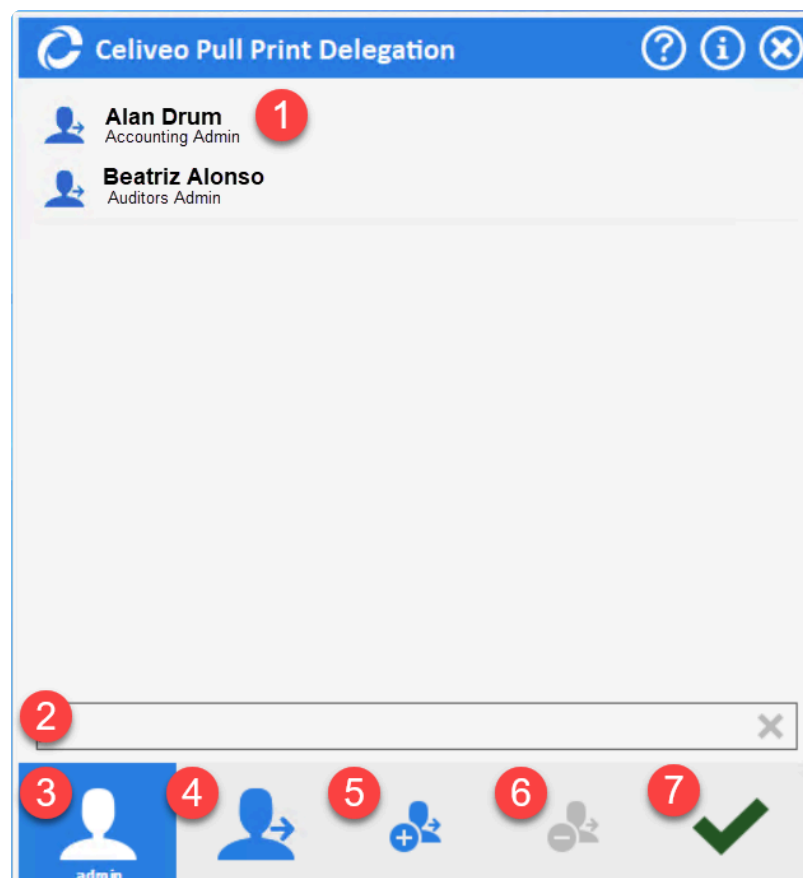 Celiveo Pull Print Delegation
Alan Drum
1
Accounting Admin
Beatriz Alonso
Auditors Admin
2
3
4
5
6
7
admin